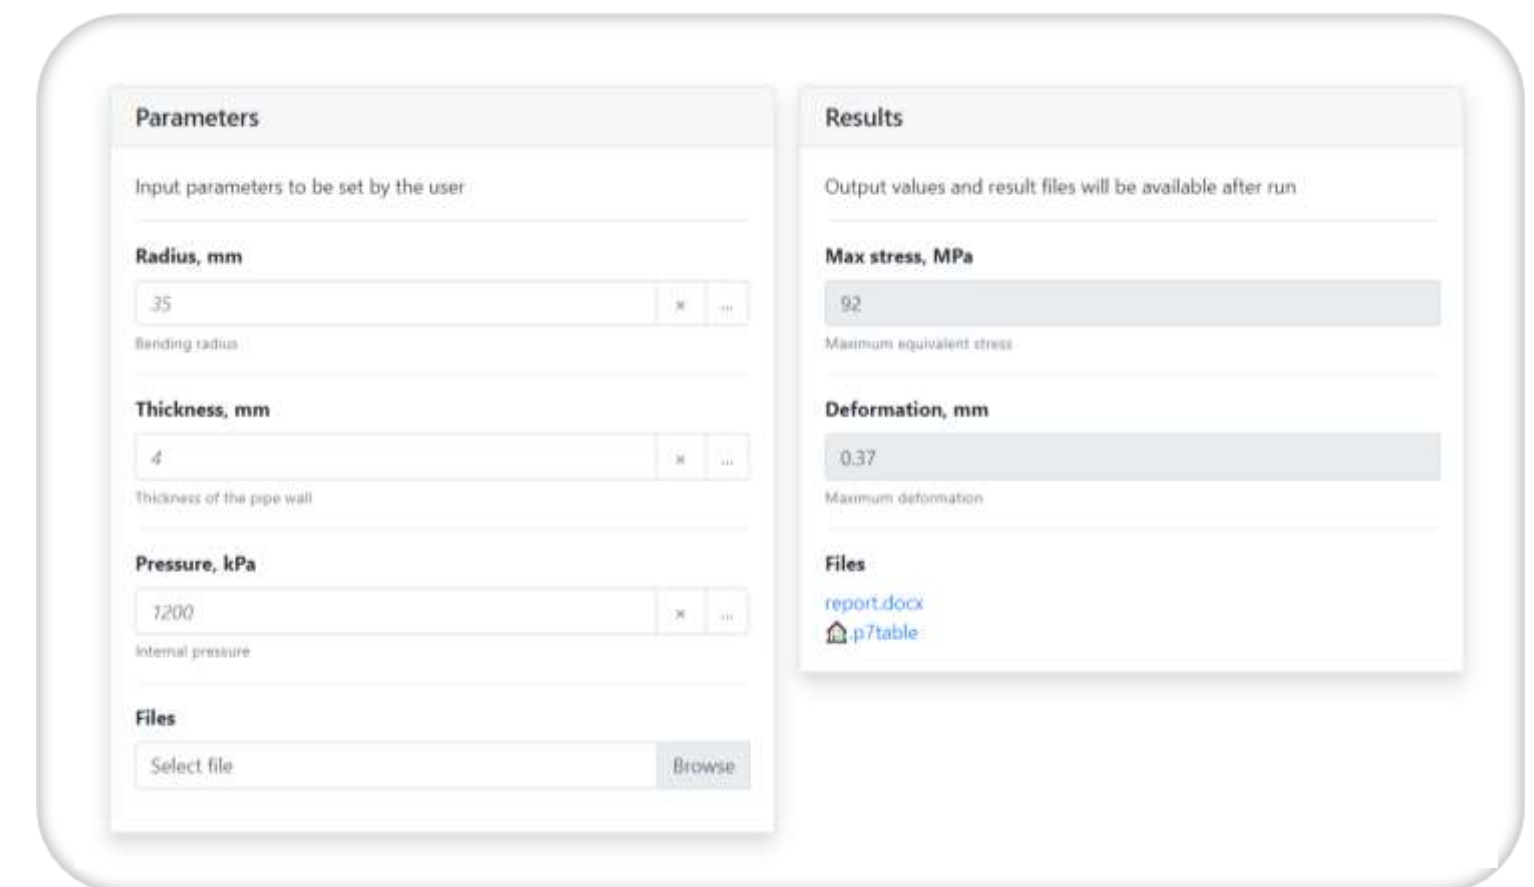 Parameters
Input parameters to be set by the user
Radius, mm
35
×
...
Bending radius
Thickness, mm
4
×
...
Thickness of the pipe wall
Pressure, kPa
1200
×
...
Internal pressure
Files
Select file
Browse
Results
Output values and result files will be available after run
Max stress, MPa
92
Maximum equivalent stress
Deformation, mm
0.37
Maximum deformation
Files
report.docx
.p7table